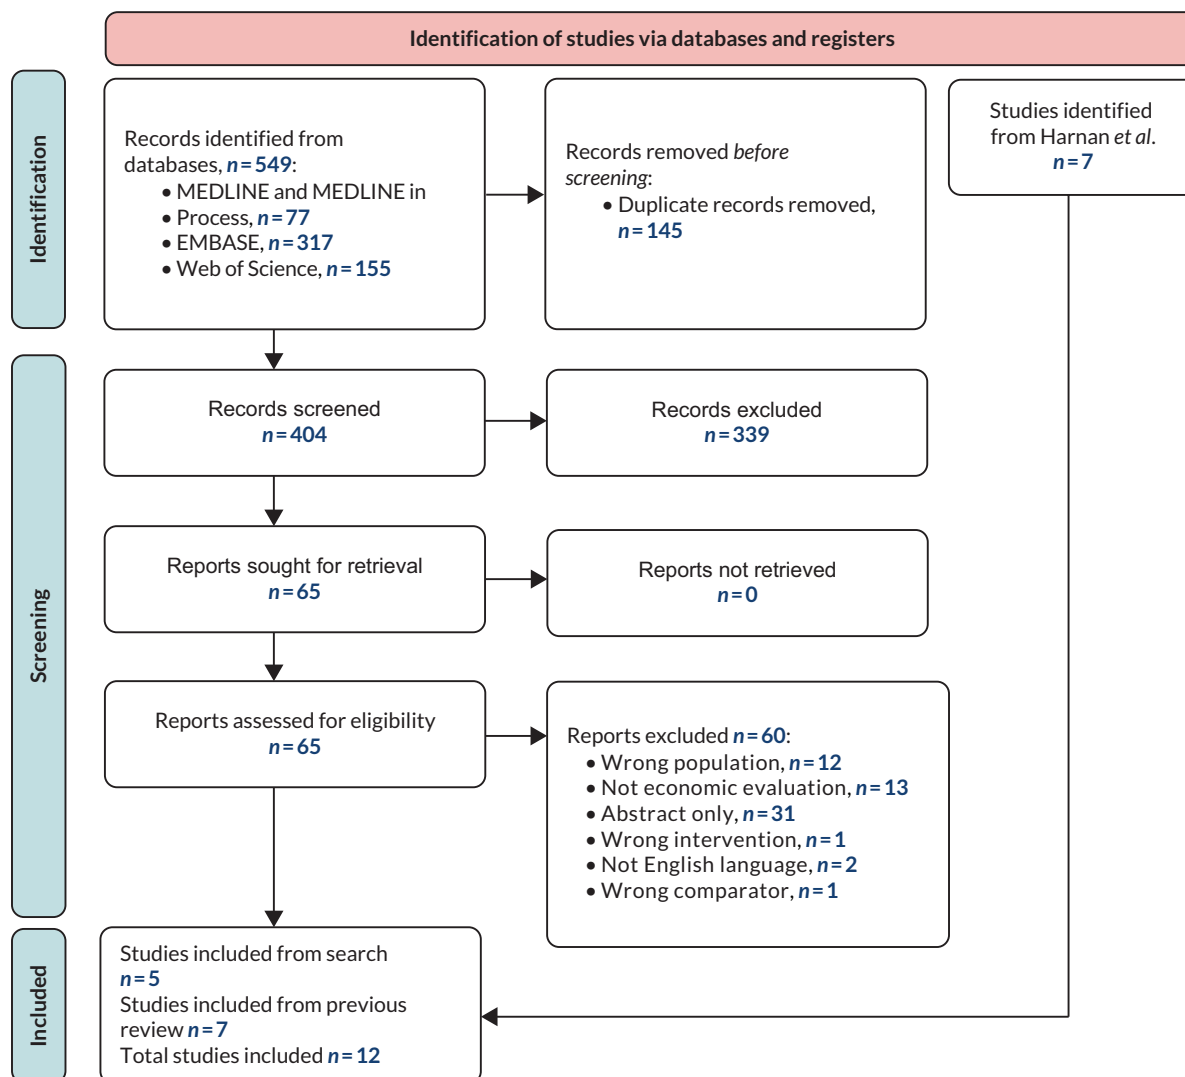 Identification of studies via databases and registers
Identification
Records identified from
databases, n=549:
• MEDLINE and MEDLINE in
• Process, n=77
• EMBASE, n=317
• Web of Science, n=155
Records removed before
screening:
• Duplicate records removed,
n=145
Studies identified
from Harnan et al.
n=7
Screening
Records screened
n=404
Records excluded
n=339
Reports sought for retrieval
n=65
Reports not retrieved
n=0
Reports assessed for eligibility
n=65
Reports excluded n=60:
• Wrong population, n=12
• Not economic evaluation, n=13
• Abstract only, n=31
• Wrong intervention, n=1
• Not English language, n=2
• Wrong comparator, n=1
Included
Studies included from search
n=5
Studies included from previous
review n=7
Total studies included n=12